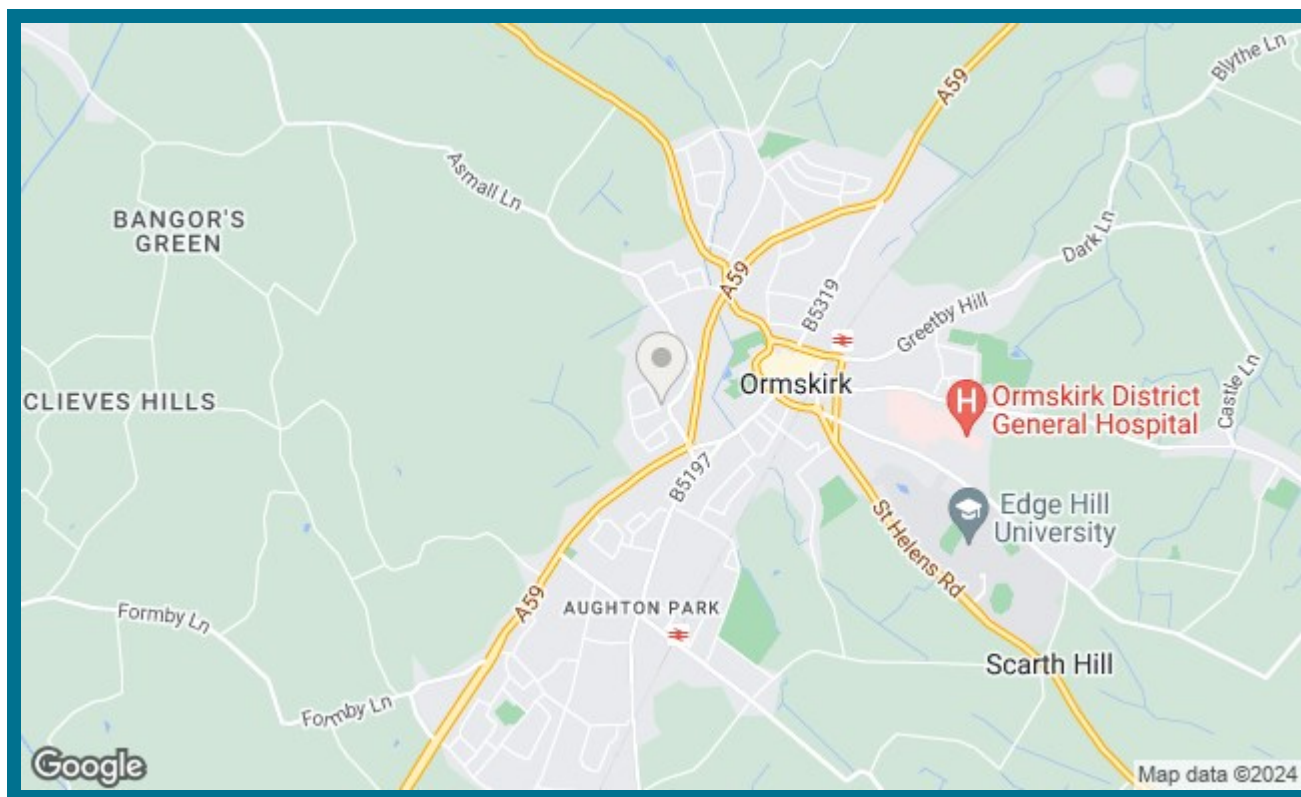 Blythe Ln
A59
Asmall Ln
BANGOR'S
GREEN
Dark Ln
A59
B5319
Greetby Hill
Ormskirk
Castle Ln
CLIEVES HILLS
H
Ormskirk District
General Hospital
B5197
Edge Hill
University
St Helens Rd
A59
AUGHTON PARK
Formby Ln
Scarth Hill
Formby Ln
Google
Map data ©2024